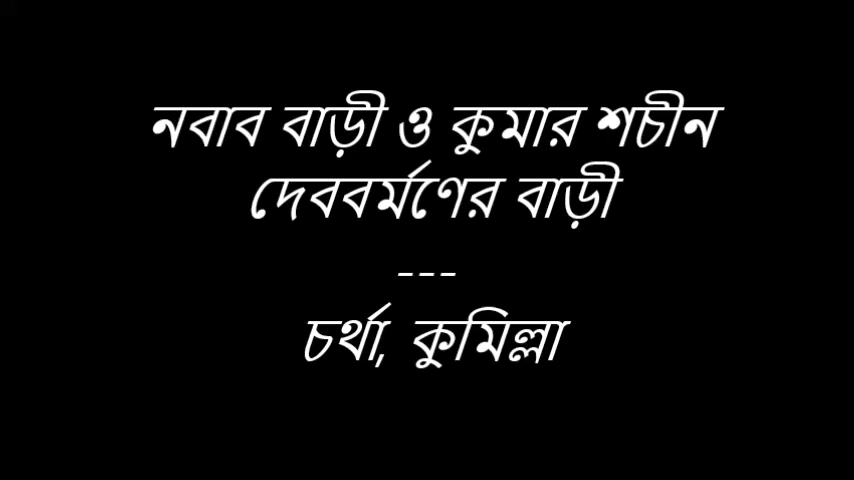 নবাব বাড়ী ও কুমার শচীন
দেববর্মণের বাড়ী
---
চর্থা, কুমিল্লা